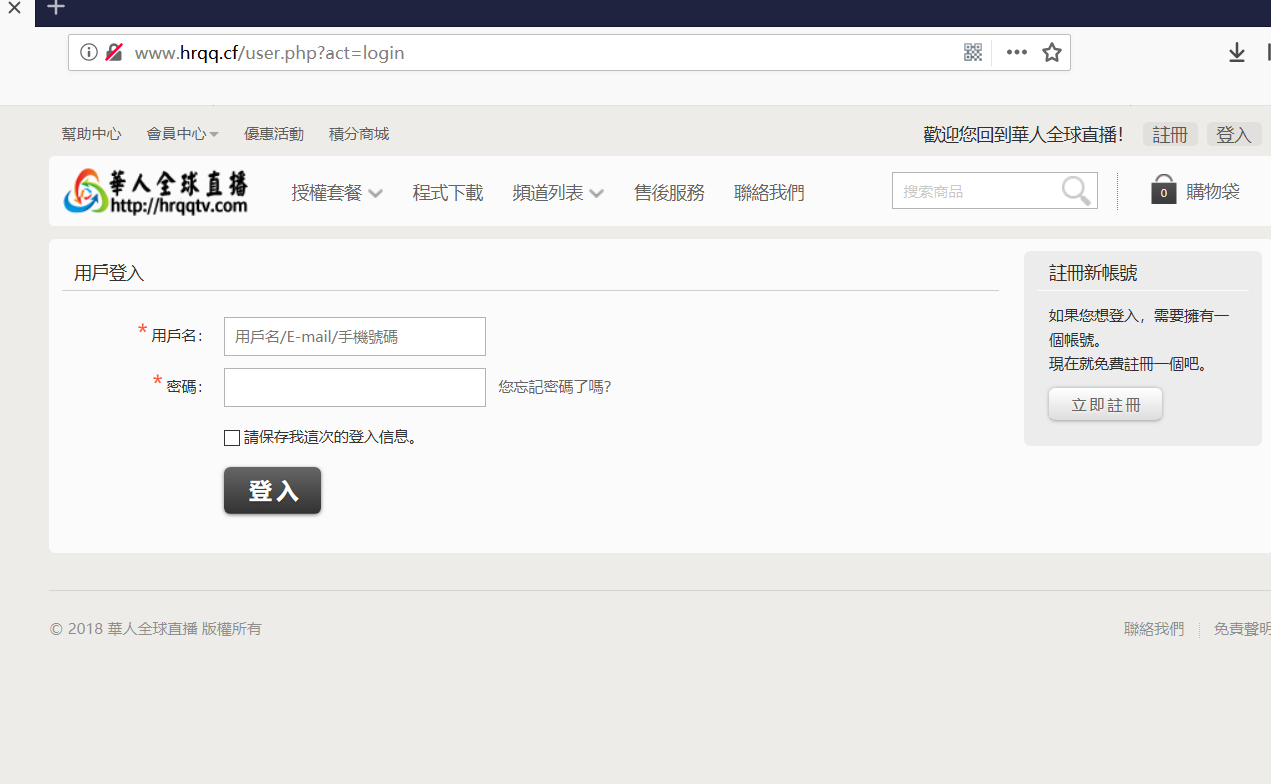 www.hrqq.cf/user.php?act=login
幫助中心 會員中心 優惠活動 積分商城 歡迎您回到華人全球直播! 註冊 登入
華人全球直播
http://hrqqtv.com
授權套餐 程式下載 頻道列表 售後服務 聯絡我們 搜索商品 0 購物袋
用戶登入
* 用戶名: 用戶名/E-mail/手機號碼
* 密碼: 您忘記密碼了嗎?
請保存我這次的登入信息。
登入
註冊新帳號
如果您想登入，需要擁有一
個帳號。
現在就免費註冊一個吧。
立即註冊
© 2018 華人全球直播 版權所有 聯絡我們 免責聲明